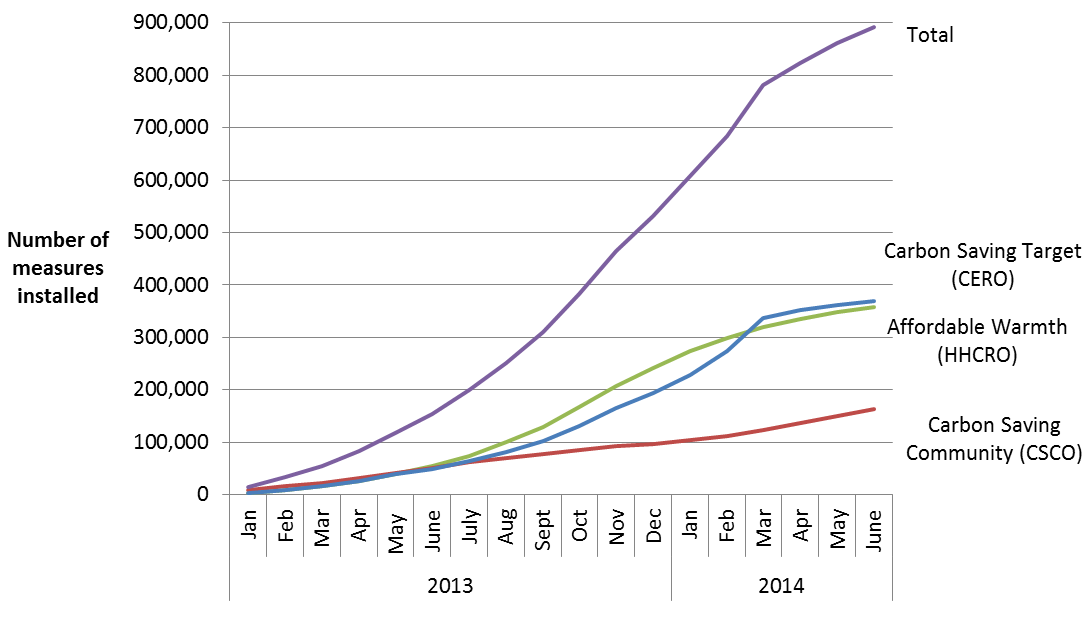 900,000
800,000
700,000
600,000
500,000
400,000
300,000
200,000
100,000
0
Number of
measures
installed
Total
Carbon Saving Target
(CERO)
Affordable Warmth
(HHCRO)
Carbon Saving
Community (CSCO)
Jan
Feb
Mar
Apr
May
June
July
Aug
Sept
Oct
Nov
Dec
Jan
Feb
Mar
Apr
May
June
2013
2014